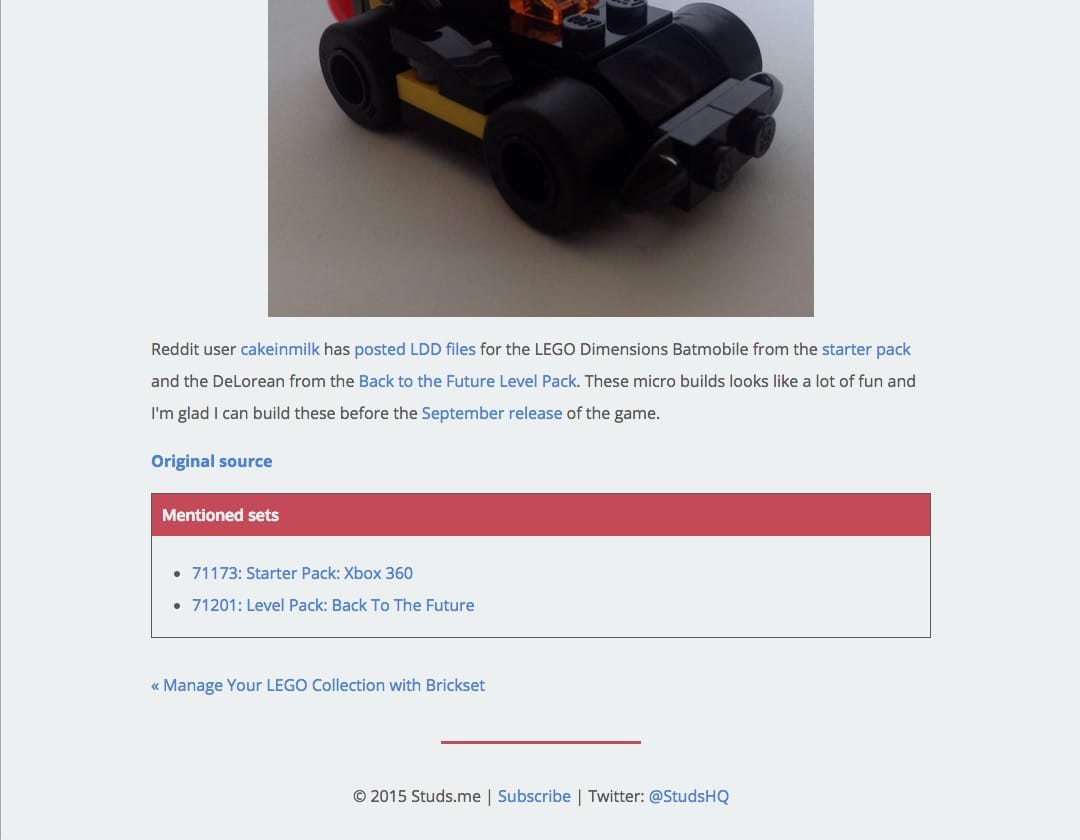 Reddit user cakeinmilk has posted LDD files for the LEGO Dimensions Batmobile from the starter pack
and the DeLorean from the Back to the Future Level Pack. These micro builds looks like a lot of fun and
I'm glad I can build these before the September release of the game.
Original source
Mentioned sets
• 71173: Starter Pack: Xbox 360
• 71201: Level Pack: Back To The Future
« Manage Your LEGO Collection with Brickset
© 2015 Studs.me | Subscribe | Twitter: @StudsHQ